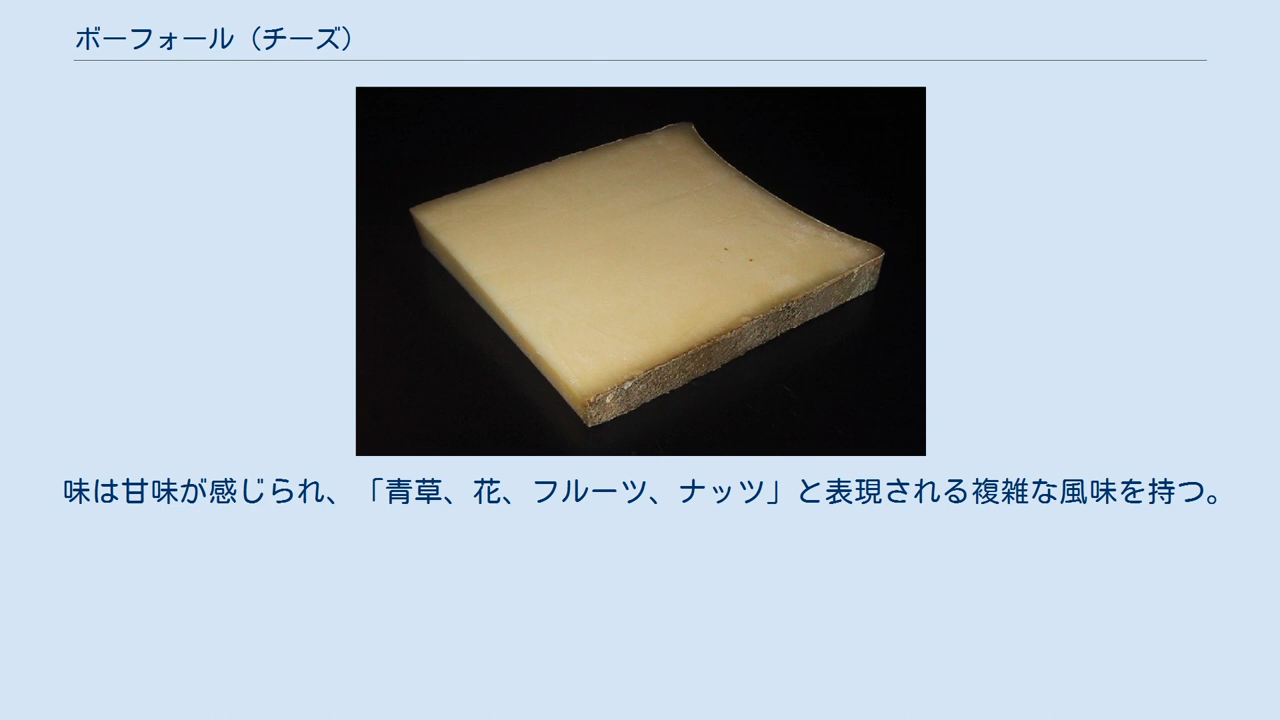 ボーフォール（チーズ）
味は甘味が感じられ、「青草、花、フルーツ、ナッツ」と表現される複雑な風味を持つ。